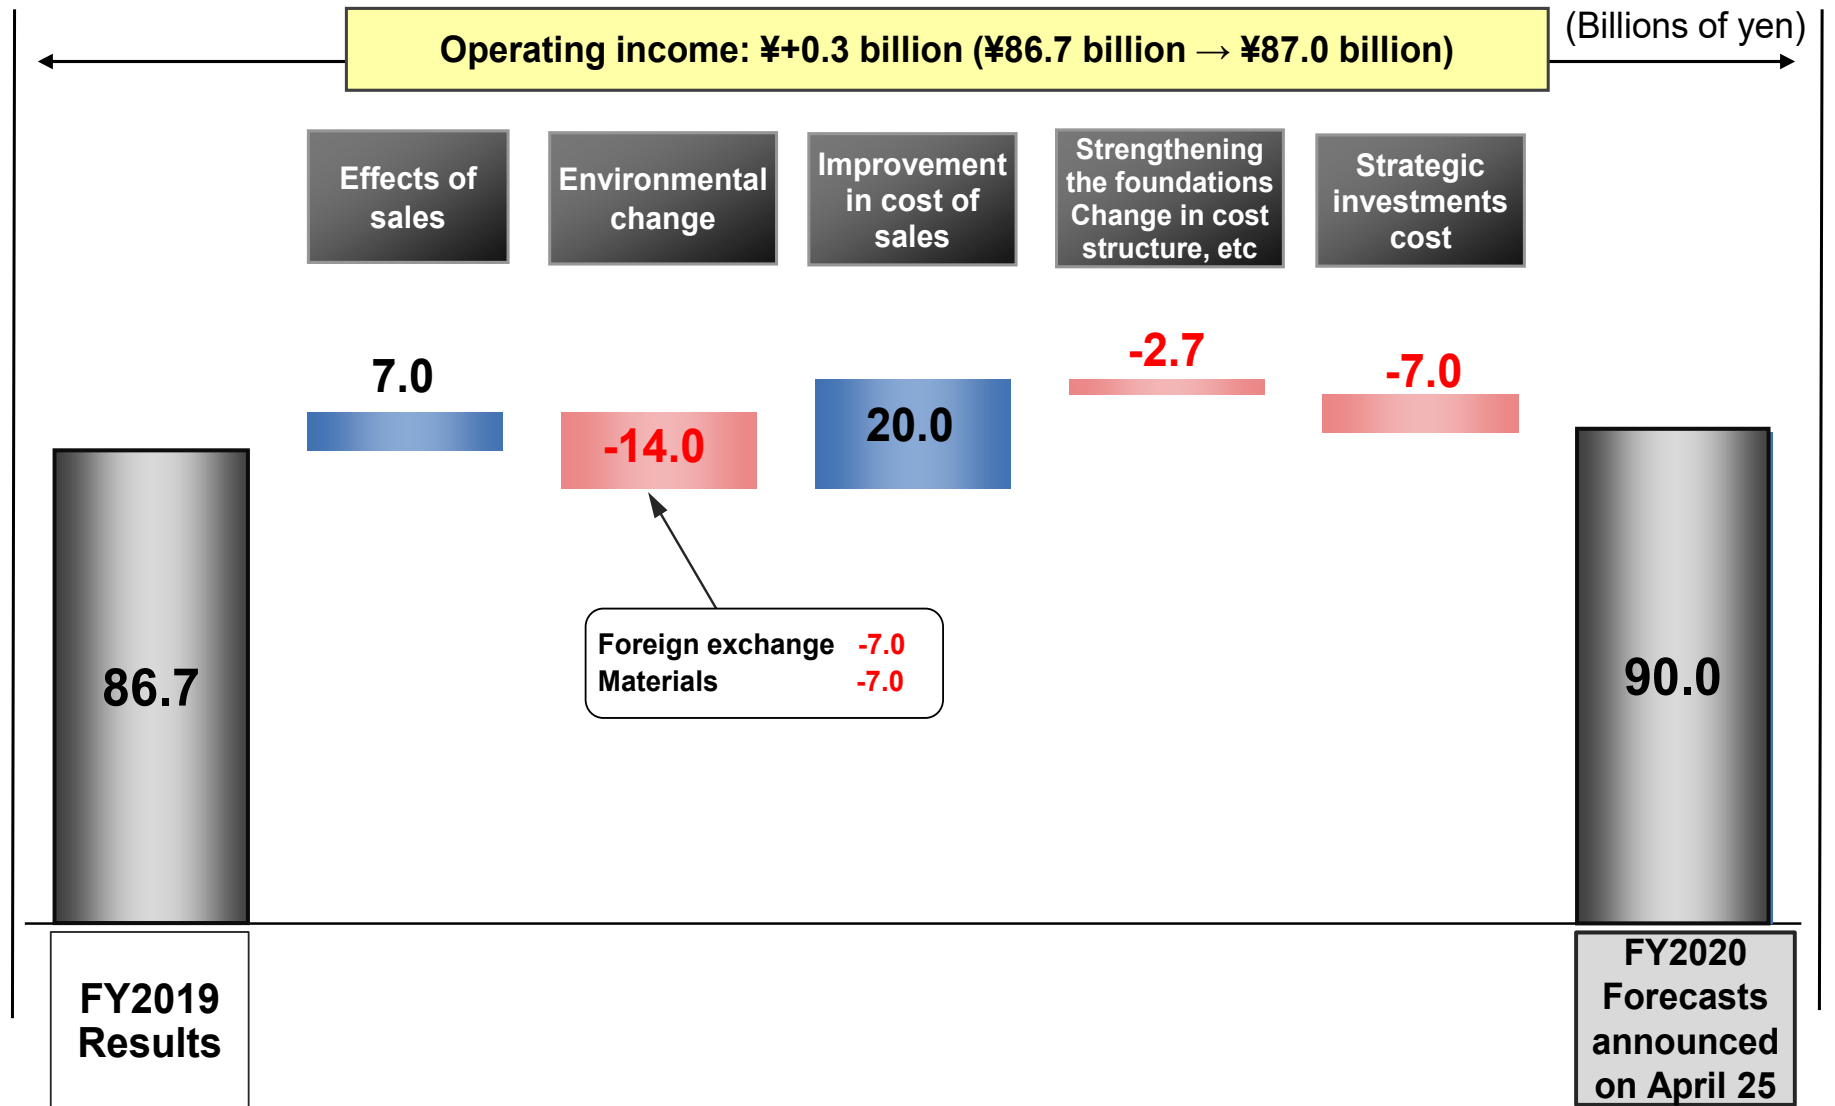 (Billions of yen)
Operating income: ¥+0.3 billion (¥86.7 billion → ¥87.0 billion)
Effects of
sales
Environmental
change
Improvement
in cost of
sales
Strengthening
the foundations
Change in cost
structure, etc
Strategic
investments
cost
7.0
-14.0
20.0
-2.7
-7.0
Foreign exchange -7.0
Materials -7.0
86.7
90.0
FY2019
Results
FY2020
Forecasts
announced
on April 25